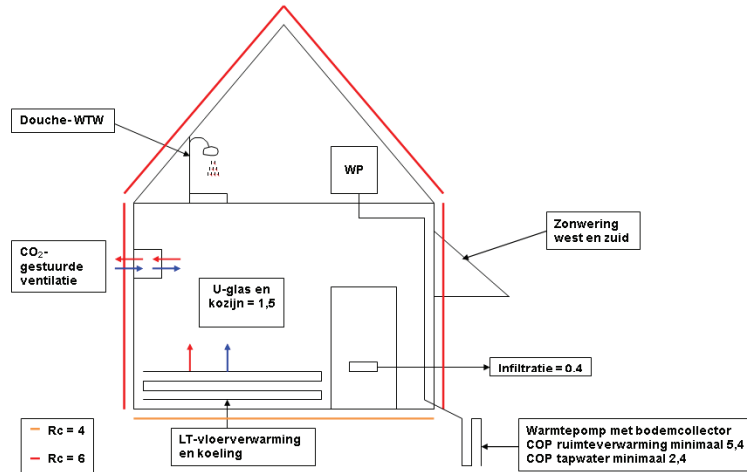 Douche-WTW
WP
Zonwering
west en zuid
CO₂-
gestuurde
ventilatie
U-glas en
kozijn = 1,5
Infiltratie = 0.4
Rc = 4
Rc = 6
LT-vloerverwarming
en koeling
Warmtepomp met bodemcollector
COP ruimteverwarming minimaal 5,4
COP tapwater minimaal 2,4